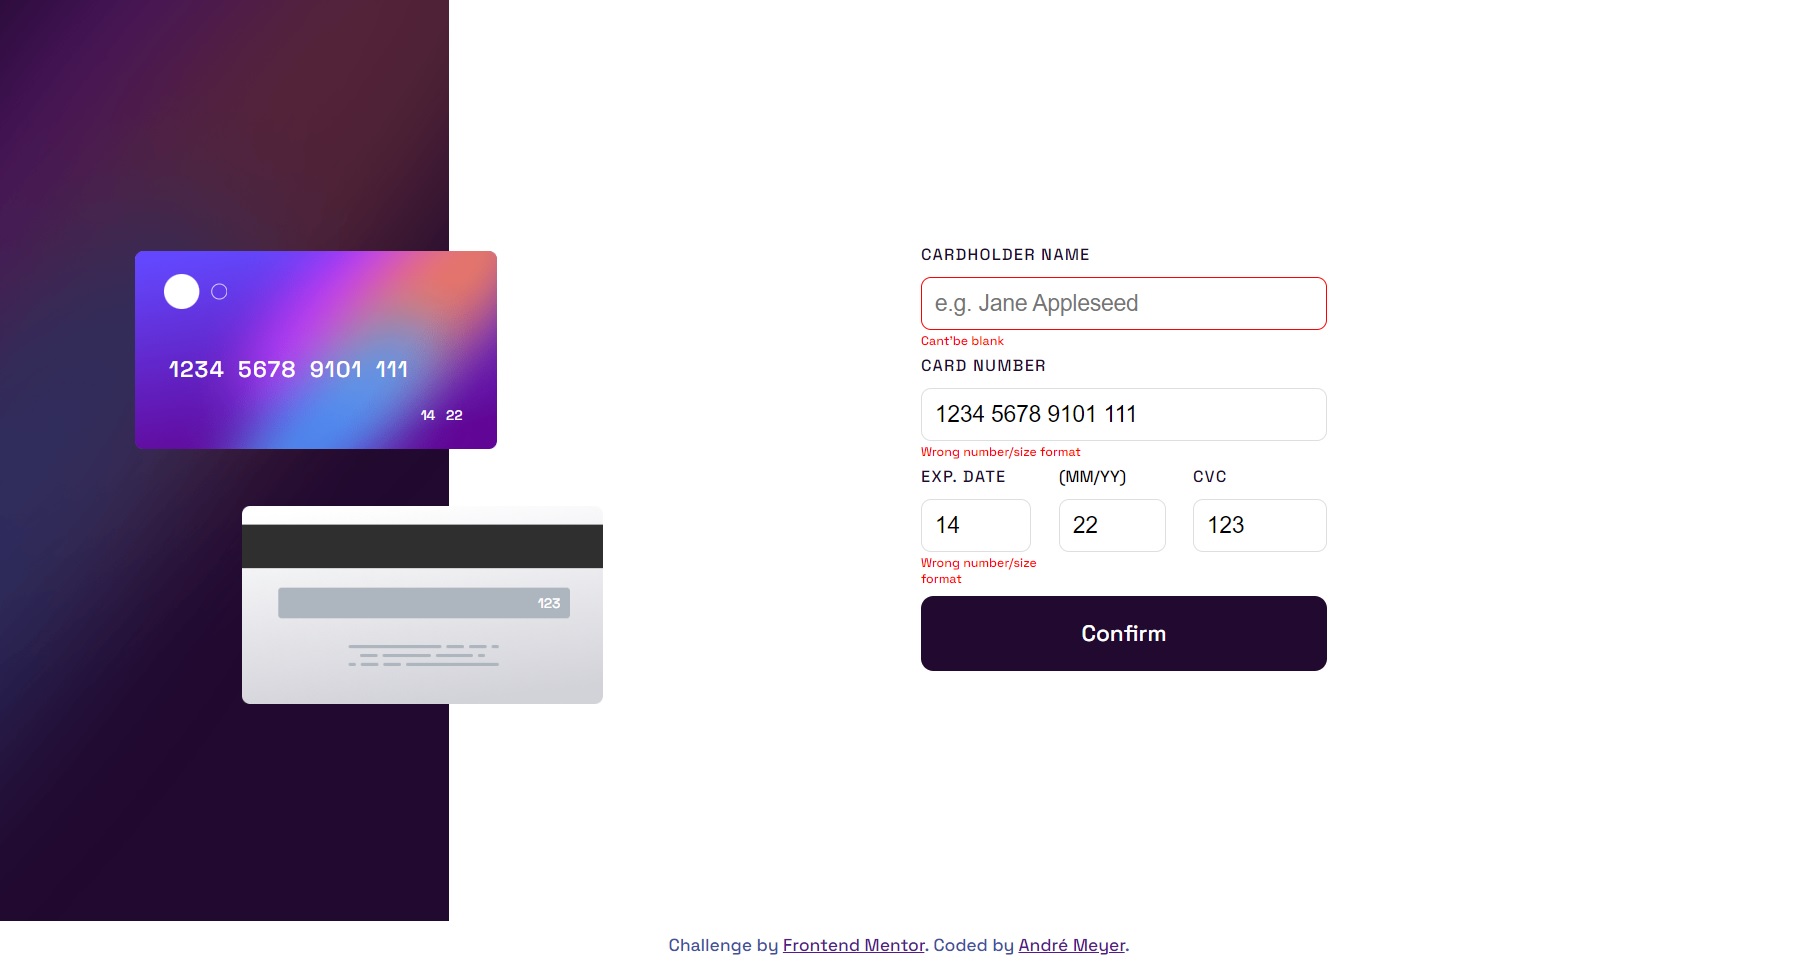 1234 5678 9101 111
14 22
123
CARDHOLDER NAME
e.g. Jane Appleseed
Cant'be blank
CARD NUMBER
1234 5678 9101 111
Wrong number/size format
EXP. DATE (MM/YY) CVC
14 22 123
Wrong number/size
format
Confirm
Challenge by Frontend Mentor. Coded by André Meyer.